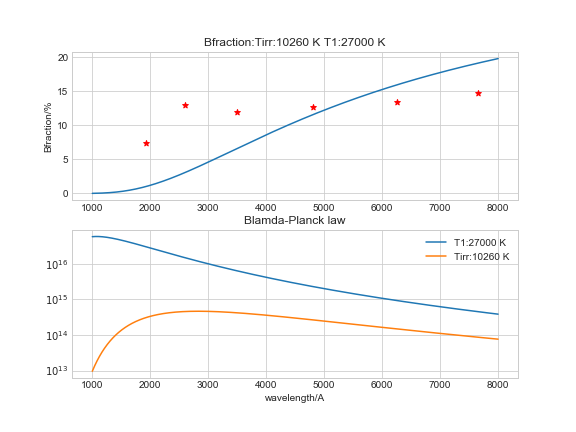 Bfraction:Tirr:10260 K T1:27000 K
20
15
10
5
0
Bfraction/%
1000 2000 3000 4000 5000 6000 7000 8000
Blamda-Planck law
T1:27000 K
Tirr:10260 K
10^16
10^15
10^14
10^13
1000 2000 3000 4000 5000 6000 7000 8000
wavelength/A